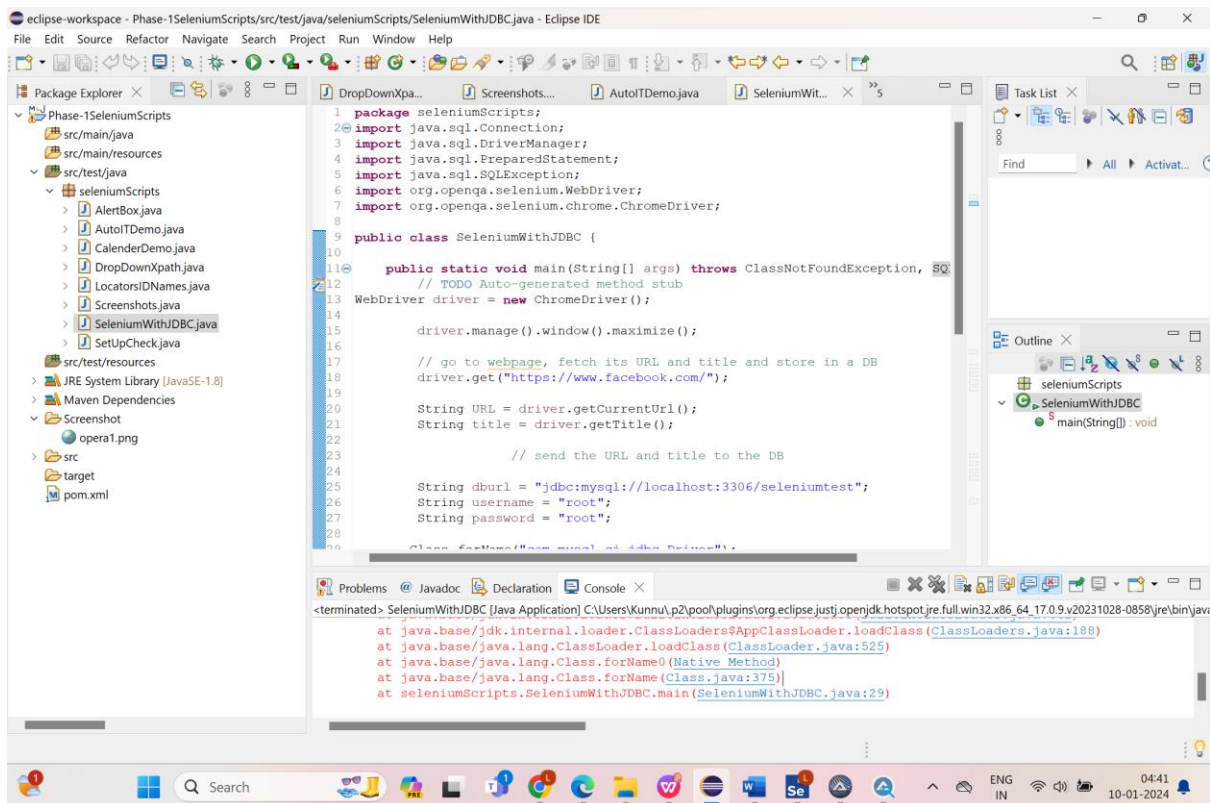 eclipse-workspace - Phase-1SeleniumScripts/src/test/java/seleniumScripts/SeleniumWithJDBC.java - Eclipse IDE
File Edit Source Refactor Navigate Search Project Run Window Help
Package Explorer
Phase-1SeleniumScripts
src/main/java
src/main/resources
src/test/java
seleniumScripts
AlertBox.java
AutoITDemo.java
CalenderDemo.java
DropDownXpath.java
LocatorsIDNames.java
Screenshots.java
SeleniumWithJDBC.java
SetUpCheck.java
src/test/resources
JRE System Library [JavaSE-1.8]
Maven Dependencies
Screenshot
opera1.png
src
target
pom.xml
DropDownXpa... Screenshots.... AutoITDemo.java SeleniumWit... 5
1 package seleniumScripts;
2 import java.sql.Connection;
3 import java.sql.DriverManager;
4 import java.sql.PreparedStatement;
5 import java.sql.SQLException;
6 import org.openqa.selenium.WebDriver;
7 import org.openqa.selenium.chrome.ChromeDriver;
8
9 public class SeleniumWithJDBC {
10
11 public static void main(String[] args) throws ClassNotFoundException, SQ
12 // TODO Auto-generated method stub
13 WebDriver driver = new ChromeDriver();
14
15 driver.manage().window().maximize();
16
17 // go to webpage, fetch its URL and title and store in a DB
18 driver.get("https://www.facebook.com/");
19
20 String URL = driver.getCurrentUrl();
21 String title = driver.getTitle();
22
23 // send the URL and title to the DB
24
25 String dburl = "jdbc:mysql://localhost:3306/seleniumtest";
26 String username = "root";
27 String password = "root";
28
29 Class.forName("com.mysql.cj.jdbc.Driver");
Task List
Find All Activat...
Outline
seleniumScripts
SeleniumWithJDBC
main(String[]) : void
Problems Javadoc Declaration Console
<terminated> SeleniumWithJDBC [Java Application] C:\Users\Kunnu\.p2\pool\plugins\org.eclipse.justj.openjdk.hotspot.jre.full.win32.x86_64_17.0.9.v20231028-0858\jre\bin\java
at java.base/jdk.internal.loader.ClassLoaders$AppClassLoader.loadClass(ClassLoaders.java:188)
at java.base/java.lang.ClassLoader.loadClass(ClassLoader.java:525)
at java.base/java.lang.Class.forName0(Native Method)
at java.base/java.lang.Class.forName(Class.java:375)
at seleniumScripts.SeleniumWithJDBC.main(SeleniumWithJDBC.java:29)
Search
ENG
IN
04:41
10-01-2024